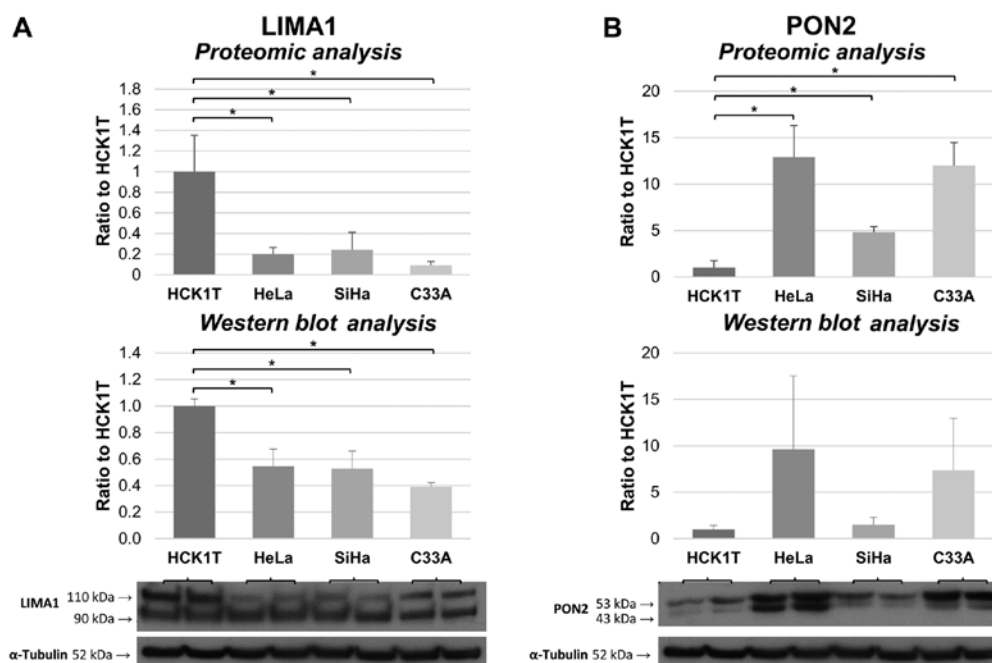 A
LIMA1
Proteomic analysis
*
*
*
Ratio to HCK1T
1.8
1.6
1.4
1.2
1
0.8
0.6
0.4
0.2
0
HCK1T HeLa SiHa C33A
Western blot analysis
*
*
*
Ratio to HCK1T
1.4
1.2
1.0
0.8
0.6
0.4
0.2
0.0
HCK1T HeLa SiHa C33A
LIMA1
110 kDa →
90 kDa →
α-Tubulin 52 kDa →
B
PON2
Proteomic analysis
*
*
*
Ratio to HCK1T
20
15
10
5
0
HCK1T HeLa SiHa C33A
Western blot analysis
Ratio to HCK1T
20
15
10
5
0
HCK1T HeLa SiHa C33A
PON2
53 kDa →
43 kDa →
α-Tubulin 52 kDa →